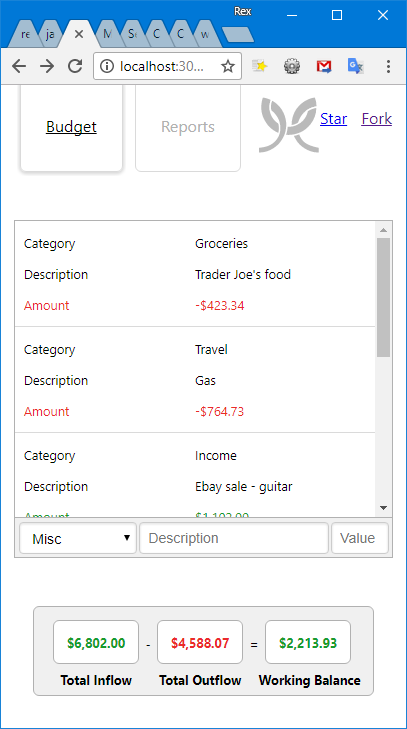 Rex
re
ja
M
C
C
w
localhost:30...
Budget
Reports
Star Fork
Category Groceries
Description Trader Joe's food
Amount -$423.34
Category Travel
Description Gas
Amount -$764.73
Category Income
Description Ebay sale - guitar
Amount
Misc Description Value
$6,802.00 - $4,588.07 = $2,213.93
Total Inflow Total Outflow Working Balance